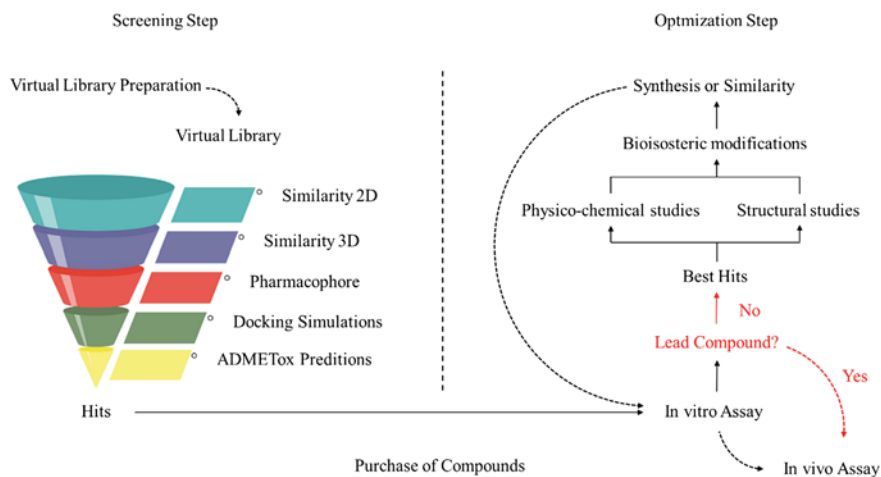 Screening Step
Optmization Step
Virtual Library Preparation
Virtual Library
Similarity 2D
Similarity 3D
Pharmacophore
Docking Simulations
ADMETox Preditions
Hits
Synthesis or Similarity
Bioisosteric modifications
Physico-chemical studies
Structural studies
Best Hits
No
Lead Compound?
Yes
In vitro Assay
In vivo Assay
Purchase of Compounds